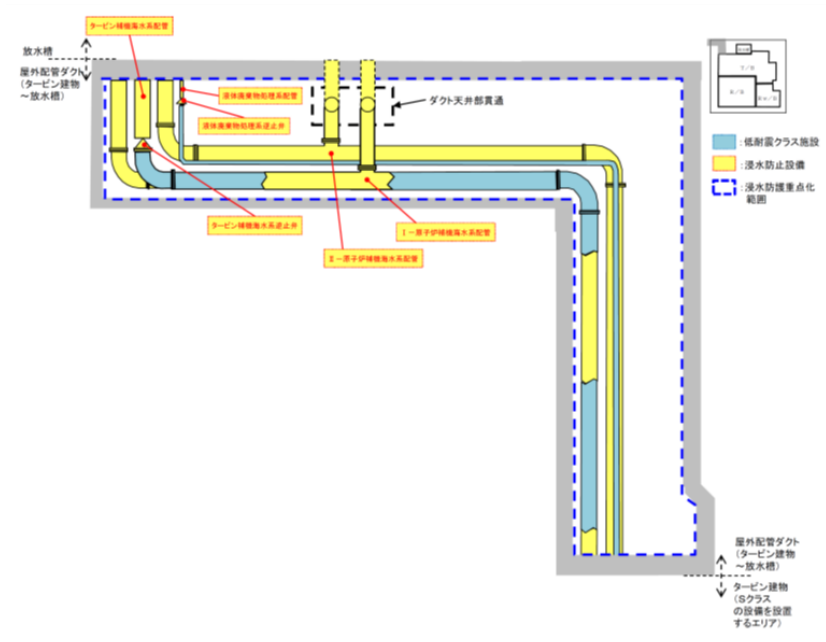 タービン補機海水系配管
放水槽
屋外配管ダクト
(タービン建物
～放水槽)
液体廃棄物処理系配管
液体廃棄物処理系逆止弁
ダクト天井部貫通
：低耐震クラス施設
：浸水防止設備
：浸水防護重点化
範囲
タービン補機海水系逆止弁
Ⅰ－原子炉補機海水系配管
Ⅱ－原子炉補機海水系配管
屋外配管ダクト
(タービン建物
～放水槽)
タービン建物
(Sクラス
の設備を設置
するエリア)